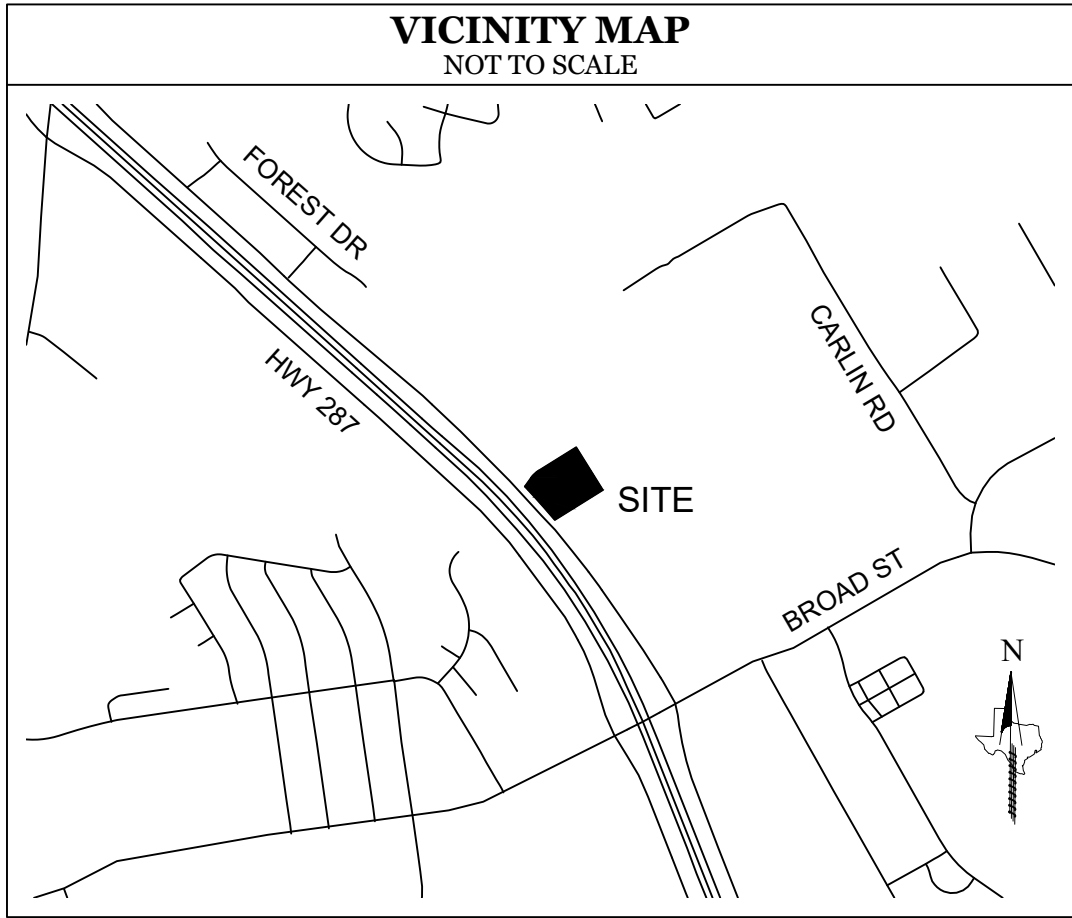 VICINITY MAP
NOT TO SCALE
FOREST DR
HWY 287
CARLIN RD
SITE
BROAD ST
N